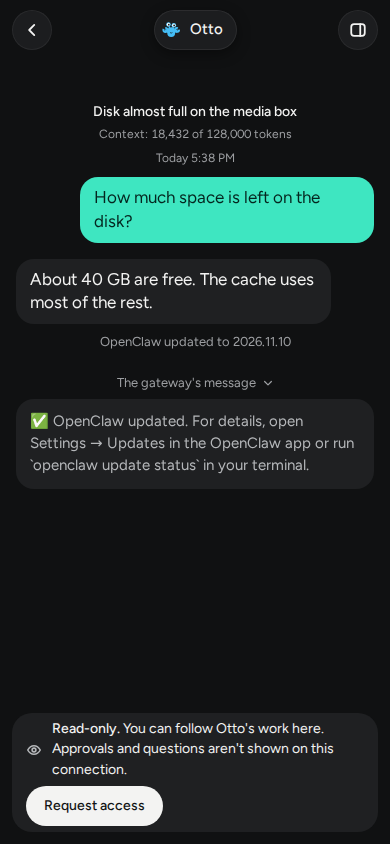 Otto
Disk almost full on the media box
Context: 18,432 of 128,000 tokens
Today 5:38 PM
How much space is left on the
disk?
About 40 GB are free. The cache uses
most of the rest.
OpenClaw updated to 2026.11.10
The gateway's message
✅ OpenClaw updated. For details, open
Settings → Updates in the OpenClaw app or run
`openclaw update status` in your terminal.
Read-only. You can follow Otto's work here.
Approvals and questions aren't shown on this
connection.
Request access